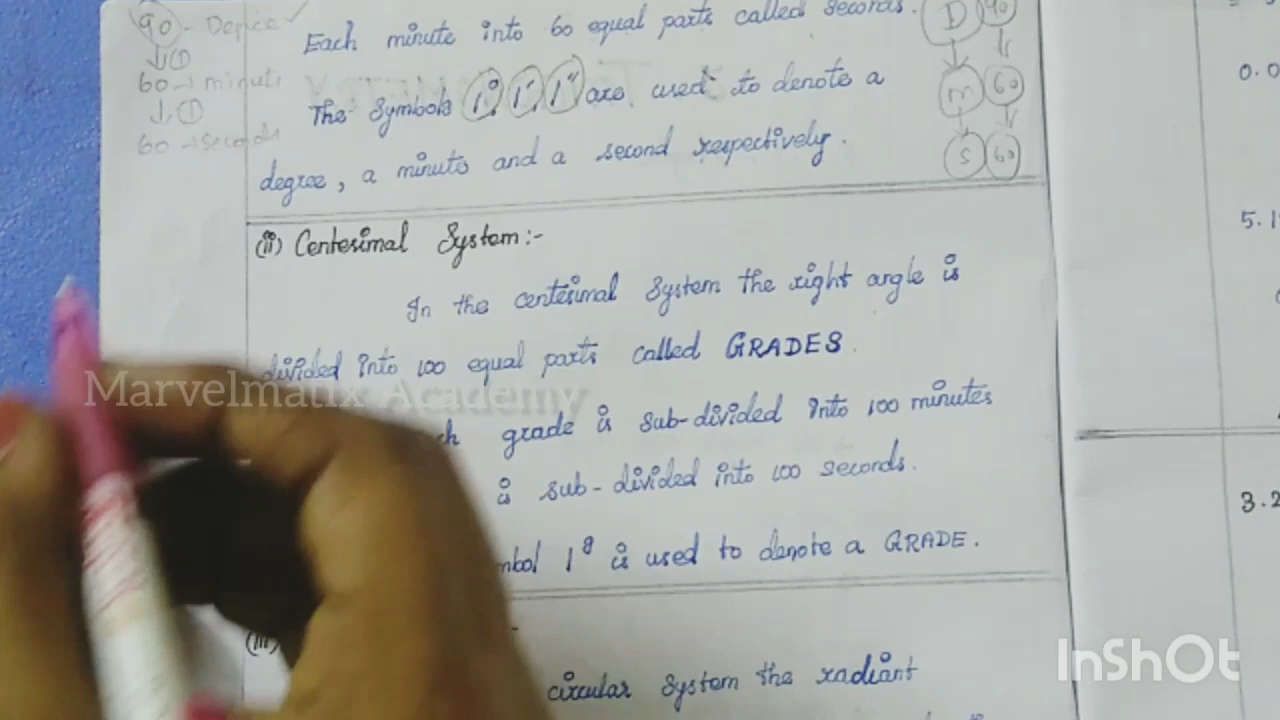 90 - Degree ✓
↓①
60 → minute
↓①
60 → seconds
Each minute into 60 equal parts called seconds.
The symbols 1°, 1', 1" are used to denote a
degree, a minute and a second respectively.
D 90
m 60
S 60
(ii) Centesimal System:-
In the centesimal system the right angle is
divided into 100 equal parts called GRADES.
grade is sub-divided into 100 minutes
is sub-divided into 100 seconds.
1g is used to denote a GRADE.
(iii)
circular system the radiant
0.0
5.1
3.2
Marvelmatix Academy
InShOt